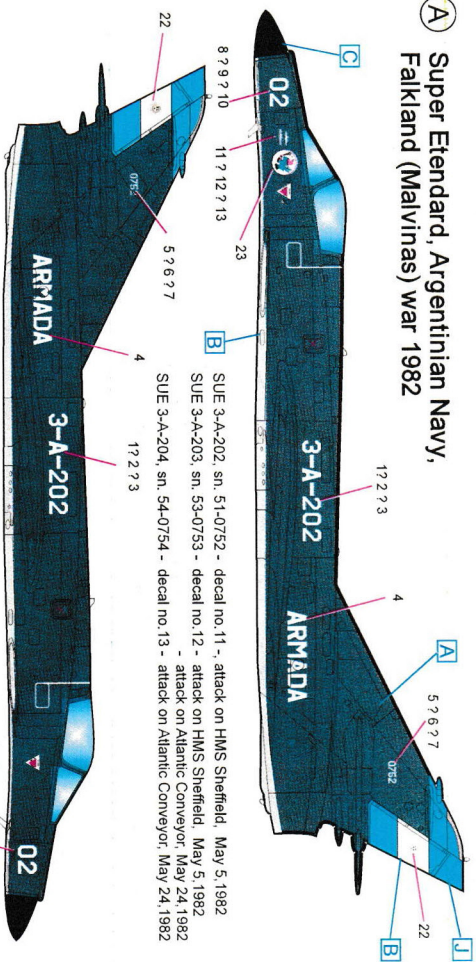 A
Super Etendard, Argentinian Navy,
Falkland (Malvinas) war 1982
C
02
8 ? 9 ? 10
11 ? 12 ? 13
23
B
3-A-202
1? 2 ? 3
ARMADA
4
A
5 ? 6 ? 7
0752
J
B
22
SUE 3-A-202, sn. 51-0752 - decal no.11 -, attack on HMS Sheffield, May 5,1982
SUE 3-A-203, sn. 53-0753 - decal no.12 - attack on HMS Sheffield, May 5,1982
- attack on Atlantic Conveyor, May 24,1982
SUE 3-A-204, sn. 54-0754 - decal no.13 - attack on Atlantic Conveyor, May 24,1982
22
0752
5 ? 6 ? 7
ARMADA
4
3-A-202
1? 2 ? 3
02